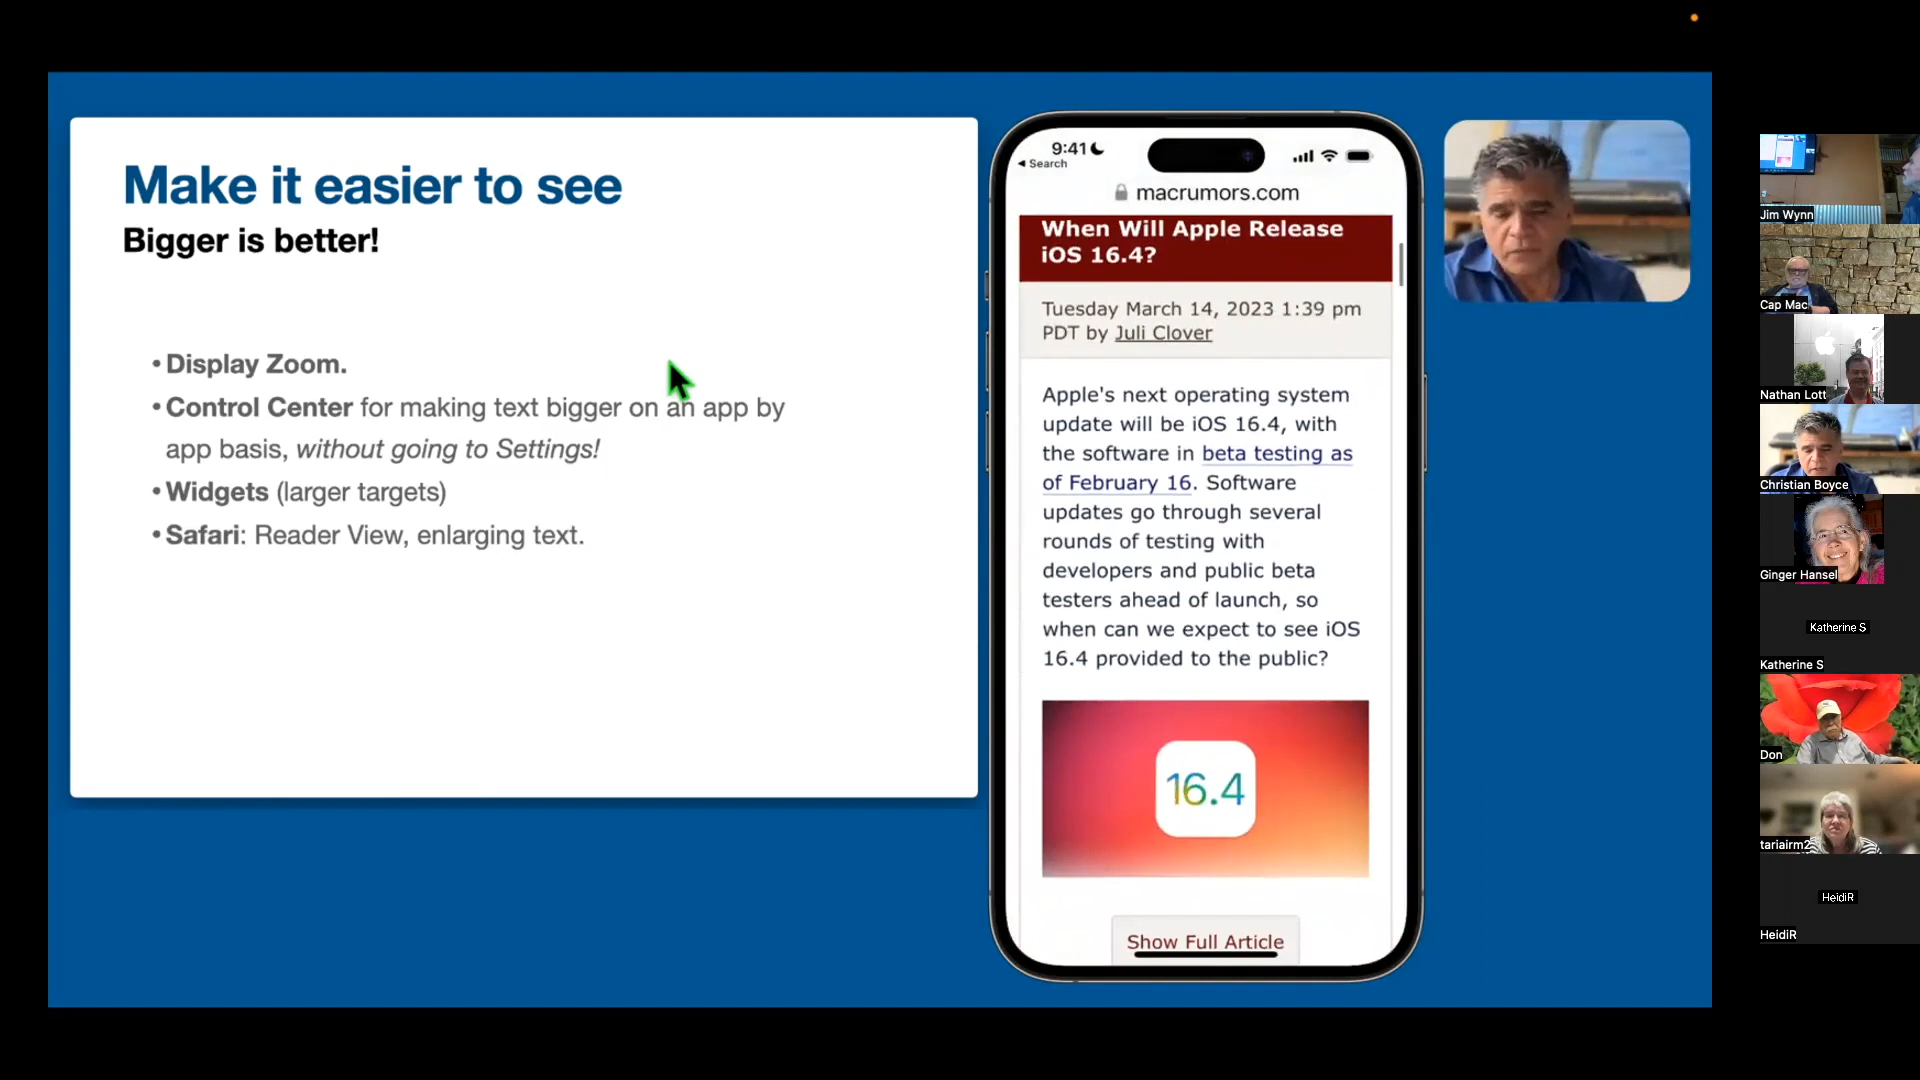 Make it easier to see
Bigger is better!
• Display Zoom.
• Control Center for making text bigger on an app by
app basis, without going to Settings!
• Widgets (larger targets)
• Safari: Reader View, enlarging text.
9:41
◀ Search
macrumors.com
When Will Apple Release
iOS 16.4?
Tuesday March 14, 2023 1:39 pm
PDT by Juli Clover
Apple's next operating system
update will be iOS 16.4, with
the software in beta testing as
of February 16. Software
updates go through several
rounds of testing with
developers and public beta
testers ahead of launch, so
when can we expect to see iOS
16.4 provided to the public?
16.4
Show Full Article
Jim Wynn
Cap Mac
Nathan Lott
Christian Boyce
Ginger Hansel
Katherine S
Katherine S
Don
tariairm2
HeidiR
HeidiR